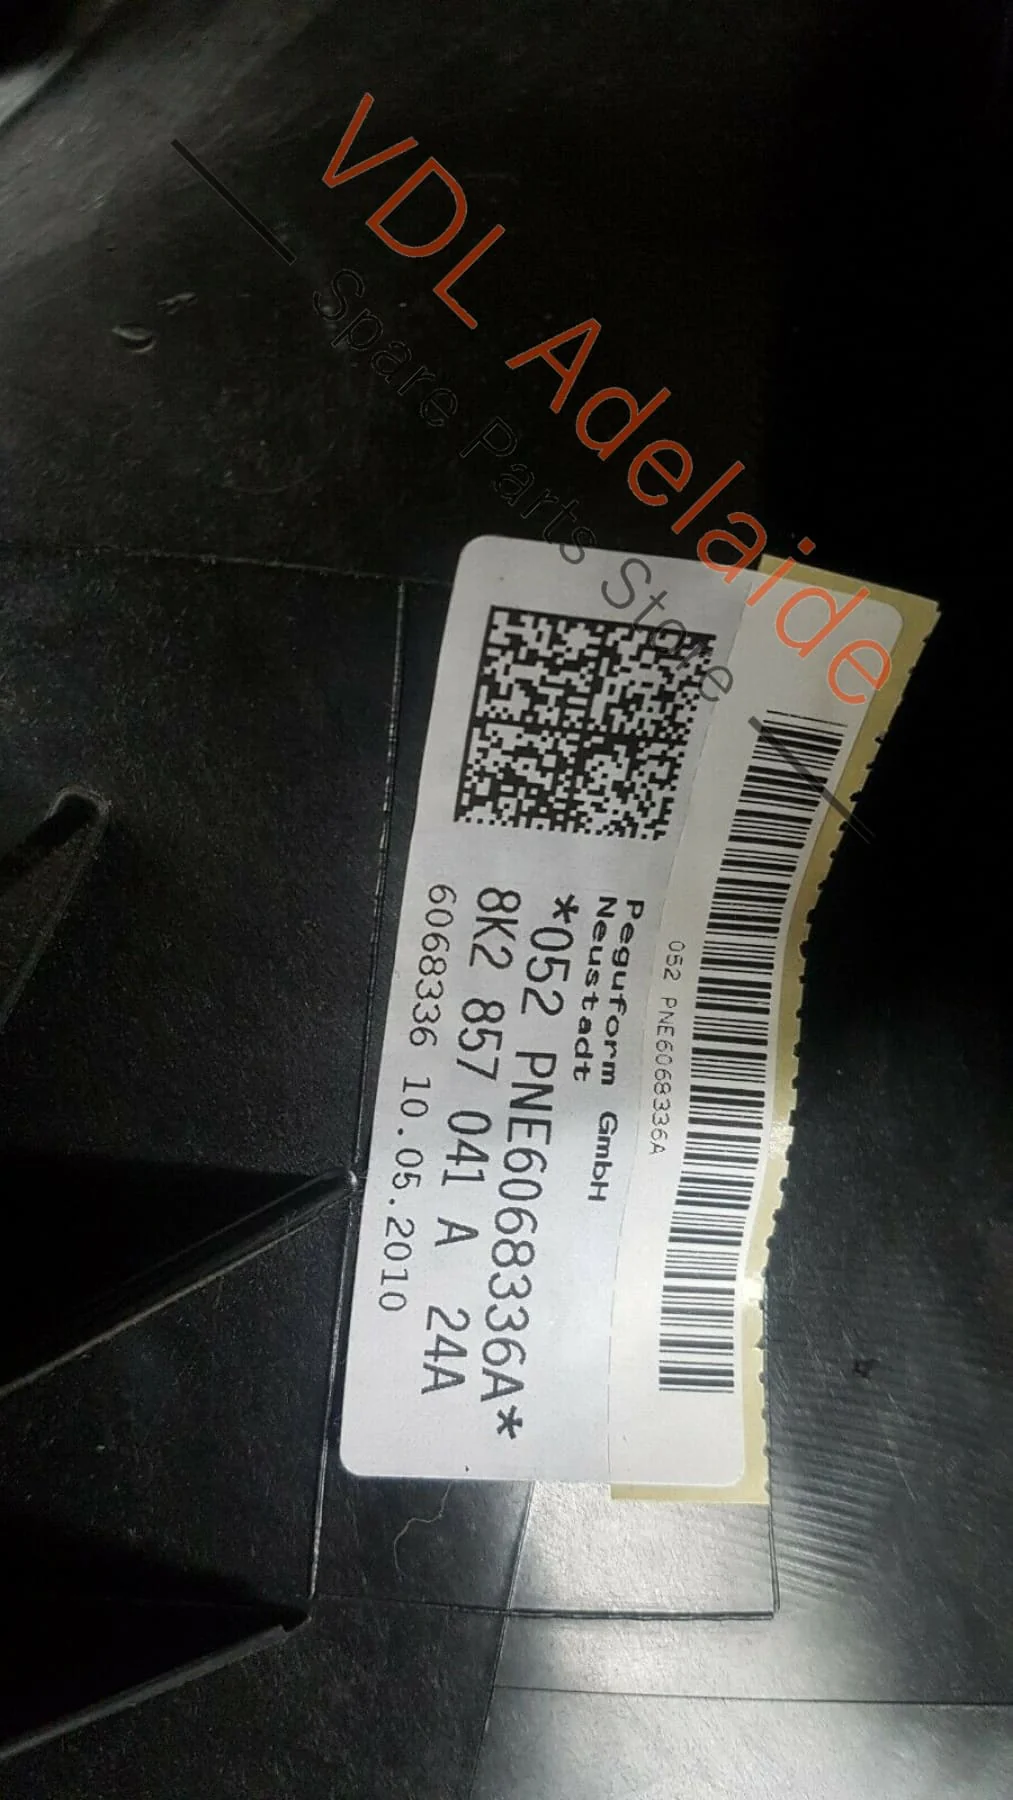 VDL Adelaide
Spare Parts Store
052 PNE6068336A
Peguform GmbH
Neustadt
*052 PNE6068336A*
8K2 857 041 A 24A
6068336 10.05.2010